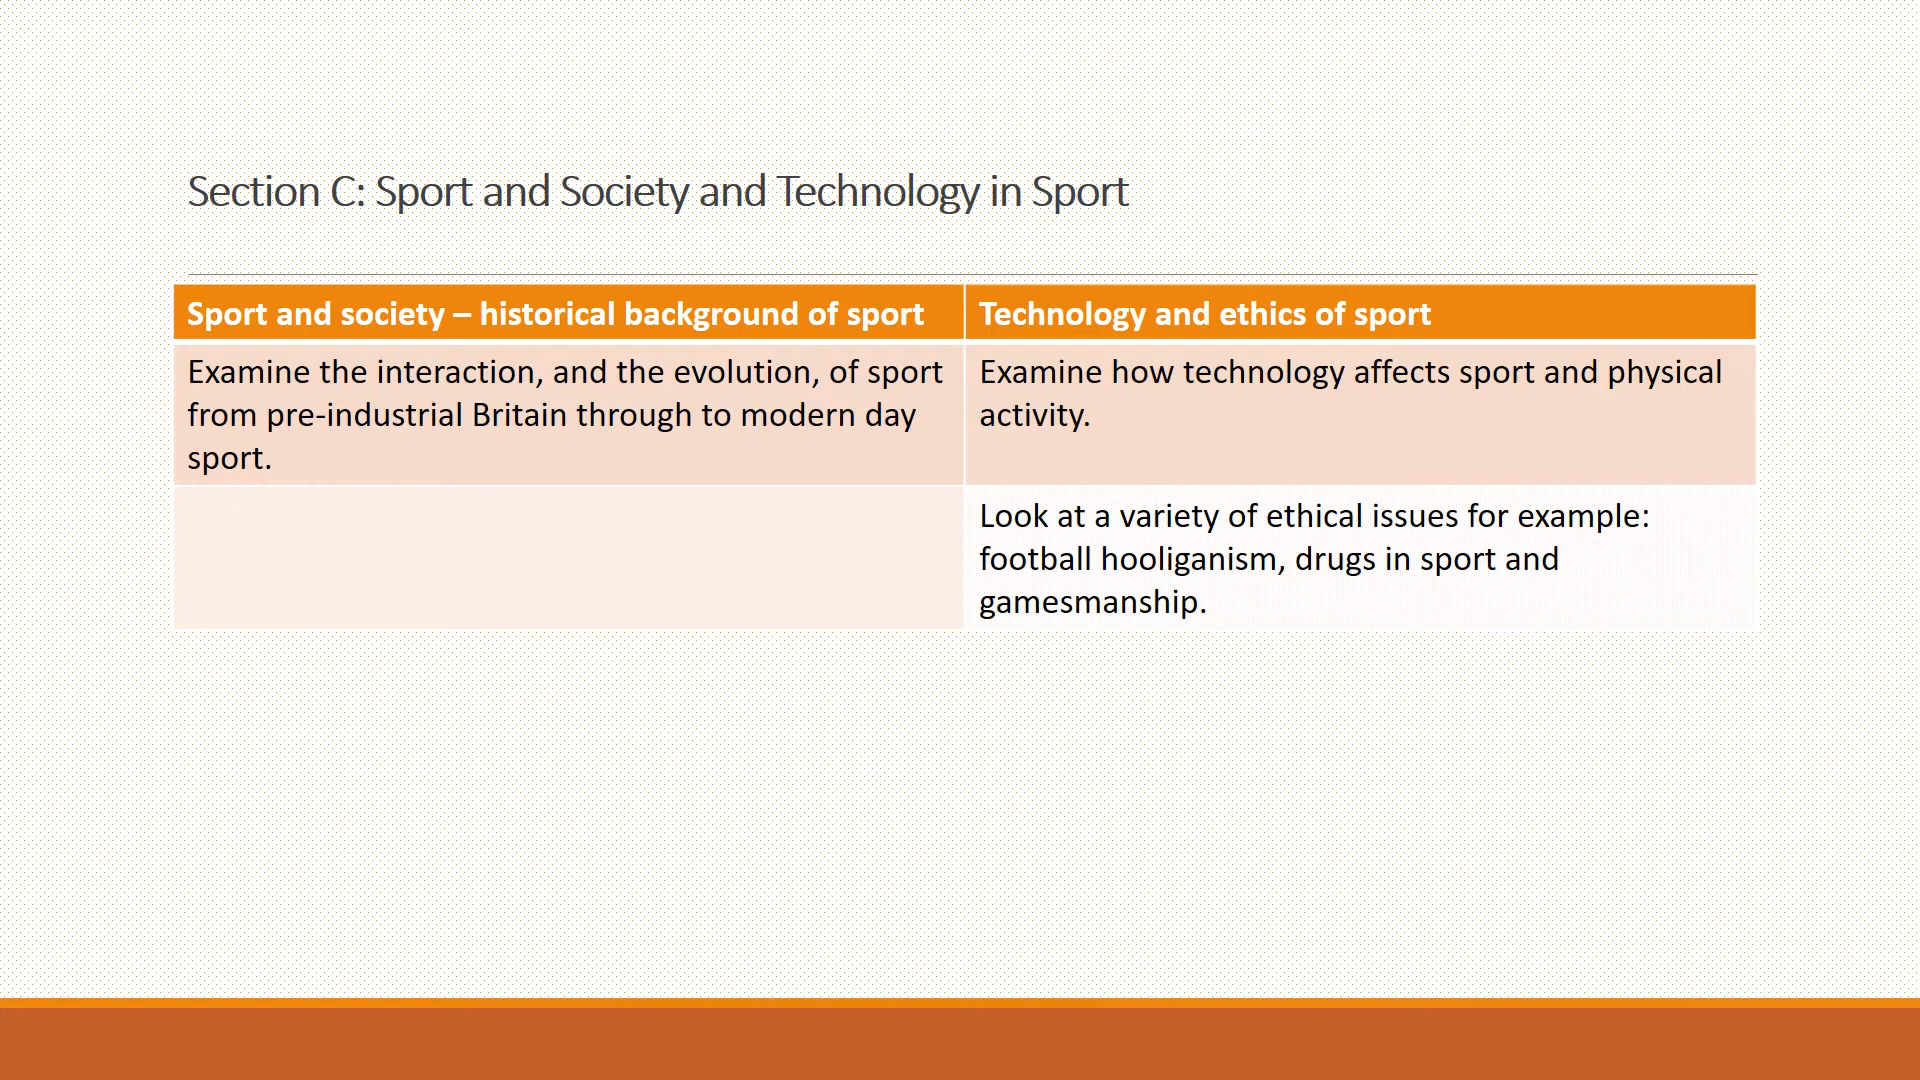 Section C: Sport and Society and Technology in Sport
Sport and society – historical background of sport
Technology and ethics of sport
Examine the interaction, and the evolution, of sport
from pre-industrial Britain through to modern day
sport.
Examine how technology affects sport and physical
activity.
Look at a variety of ethical issues for example:
football hooliganism, drugs in sport and
gamesmanship.